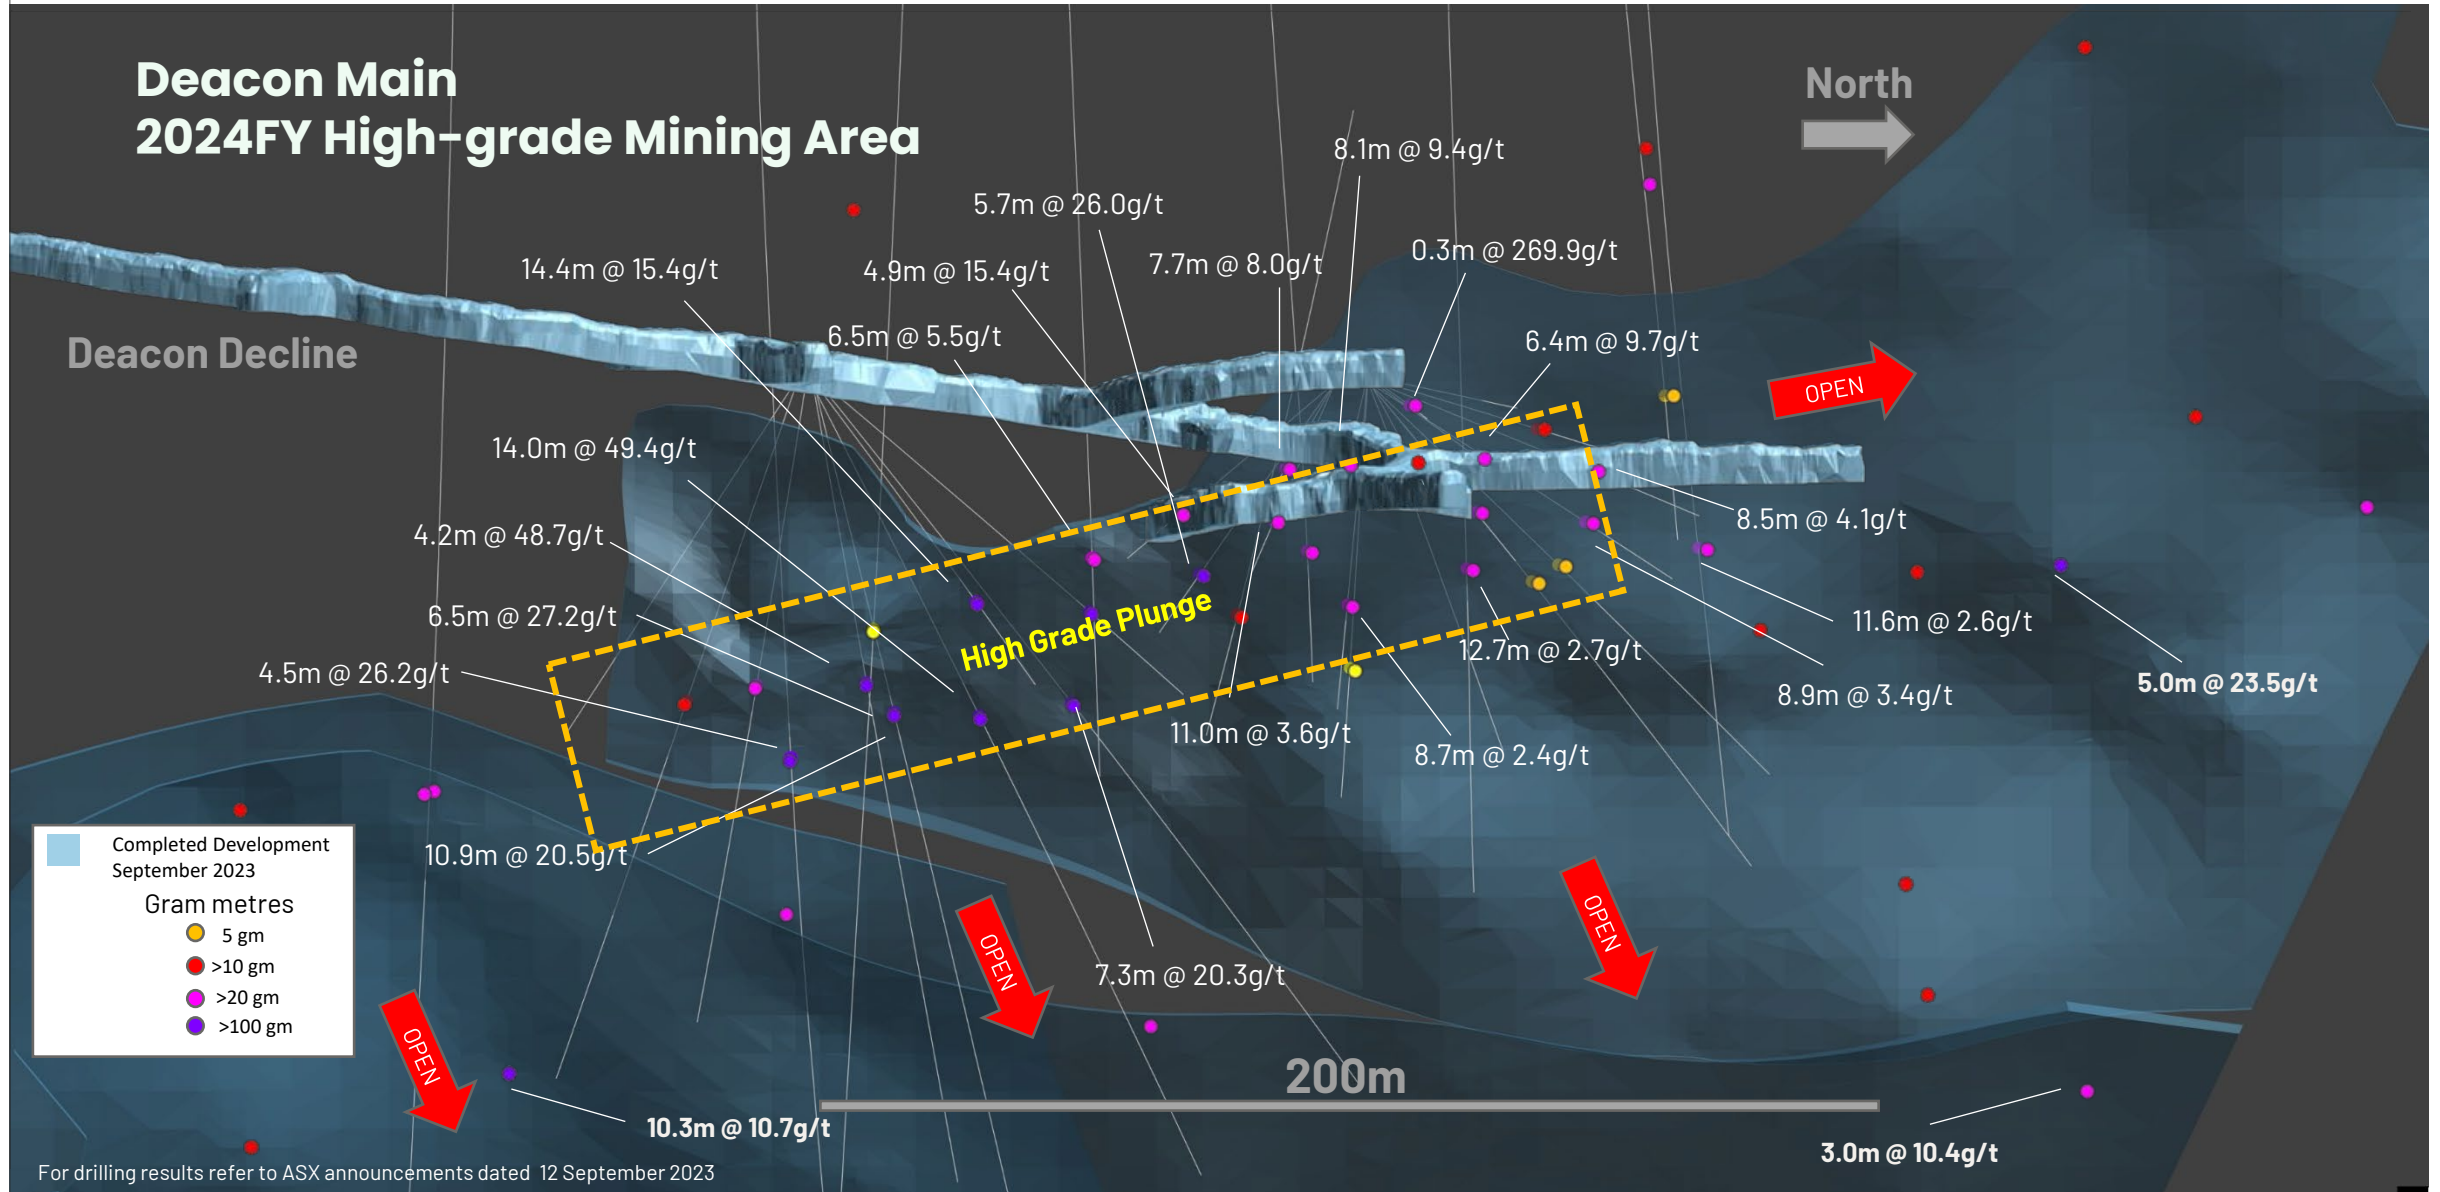 Deacon Main
2024FY High-grade Mining Area
North
8.1m @ 9.4g/t
5.7m @ 26.0g/t
0.3m @ 269.9g/t
7.7m @ 8.0g/t
14.4m @ 15.4g/t
4.9m @ 15.4g/t
6.5m @ 5.5g/t
6.4m @ 9.7g/t
Deacon Decline
OPEN
14.0m @ 49.4g/t
8.5m @ 4.1g/t
4.2m @ 48.7g/t
6.5m @ 27.2g/t
11.6m @ 2.6g/t
High Grade Plunge
12.7m @ 2.7g/t
4.5m @ 26.2g/t
5.0m @ 23.5g/t
8.9m @ 3.4g/t
11.0m @ 3.6g/t
8.7m @ 2.4g/t
10.9m @ 20.5g/t
Completed Development
September 2023
Gram metres
5 gm
>10 gm
>20 gm
>100 gm
OPEN
OPEN
OPEN
7.3m @ 20.3g/t
200m
10.3m @ 10.7g/t
3.0m @ 10.4g/t
For drilling results refer to ASX announcements dated 12 September 2023